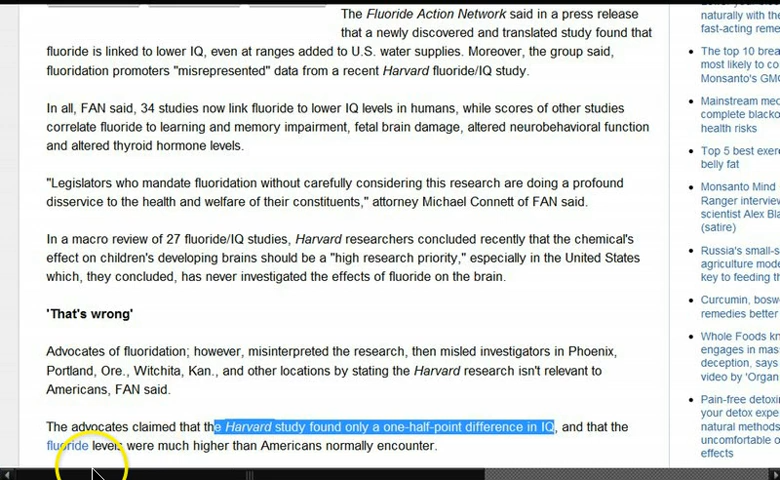 The Fluoride Action Network said in a press release
that a newly discovered and translated study found that
fluoride is linked to lower IQ, even at ranges added to U.S. water supplies. Moreover, the group said,
fluoridation promoters "misrepresented" data from a recent Harvard fluoride/IQ study.
In all, FAN said, 34 studies now link fluoride to lower IQ levels in humans, while scores of other studies
correlate fluoride to learning and memory impairment, fetal brain damage, altered neurobehavioral function
and altered thyroid hormone levels.
"Legislators who mandate fluoridation without carefully considering this research are doing a profound
disservice to the health and welfare of their constituents," attorney Michael Connett of FAN said.
In a macro review of 27 fluoride/IQ studies, Harvard researchers concluded recently that the chemical's
effect on children's developing brains should be a "high research priority," especially in the United States
which, they concluded, has never investigated the effects of fluoride on the brain.
'That's wrong'
Advocates of fluoridation; however, misinterpreted the research, then misled investigators in Phoenix,
Portland, Ore., Witchita, Kan., and other locations by stating the Harvard research isn't relevant to
Americans, FAN said.
The advocates claimed that the Harvard study found only a one-half-point difference in IQ, and that the
fluoride levels were much higher than Americans normally encounter.
naturally with the
fast-acting reme
The top 10 brea
most likely to co
Monsanto's GMC
Mainstream med
complete blacko
health risks
Top 5 best exer
belly fat
Monsanto Mind
Ranger interview
scientist Alex Bla
(satire)
Russia's small-s
agriculture mode
key to feeding th
Curcumin, bosw
remedies better
Whole Foods kn
engages in mas
deception, says
video by 'Organ
Pain-free detoxi
your detox expe
natural methods
uncomfortable o
effects